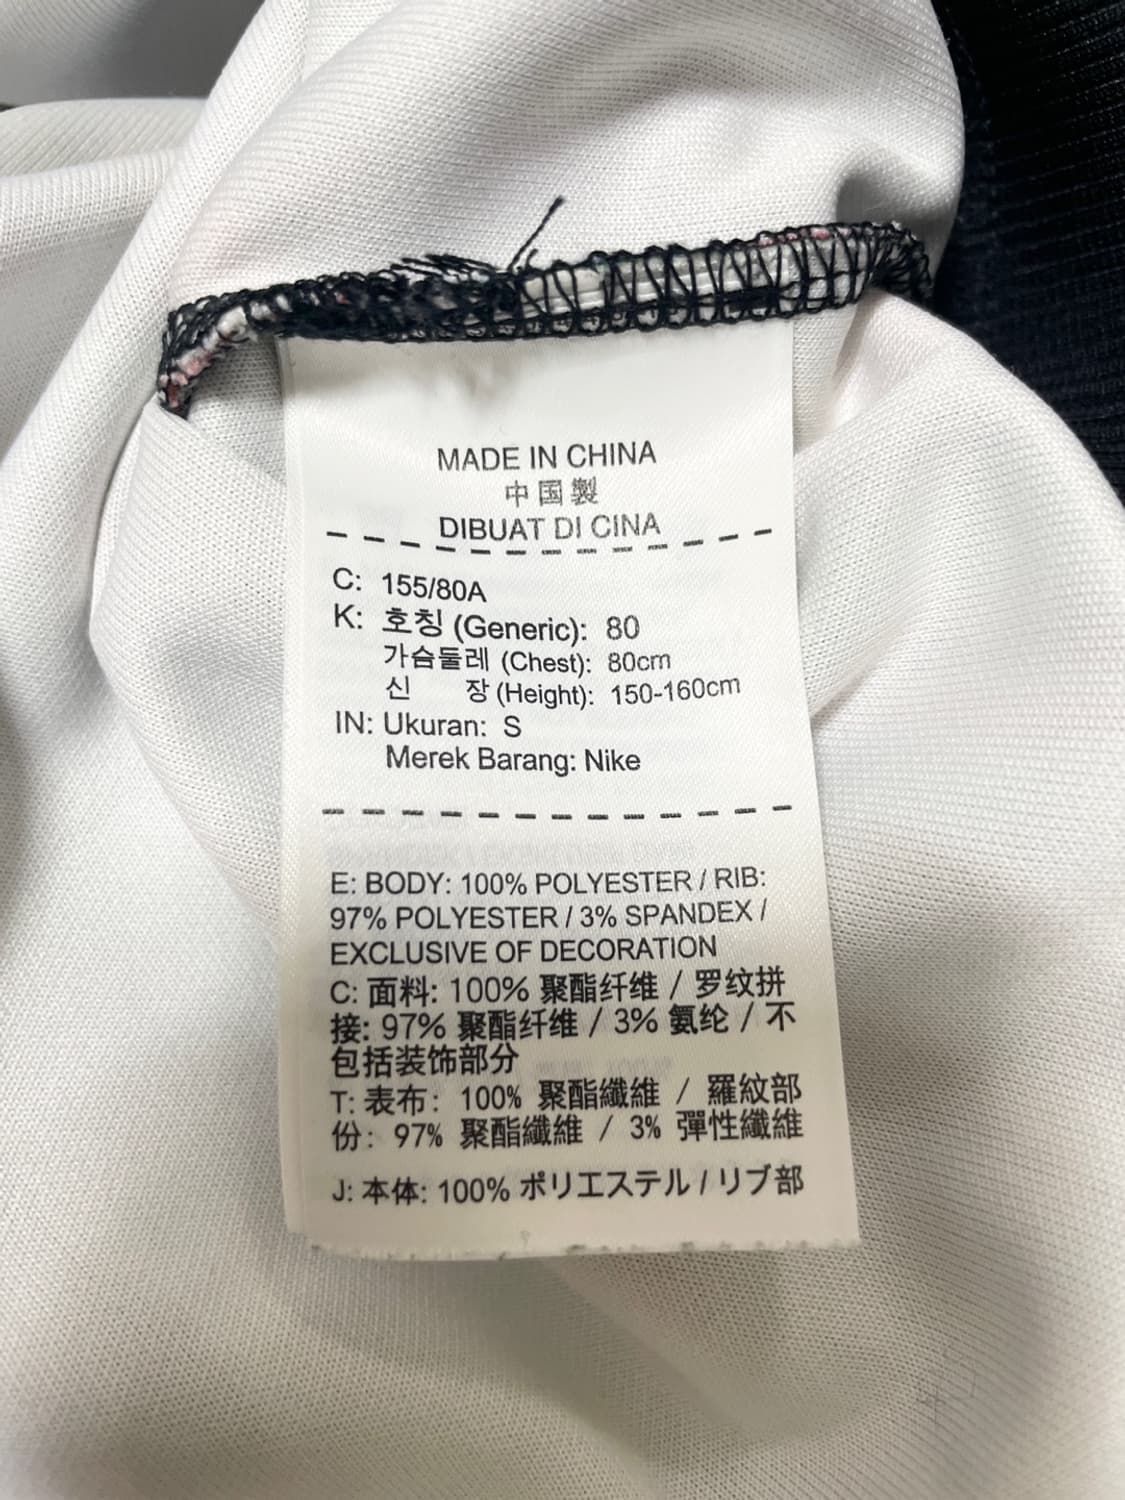 MADE IN CHINA
中国製
DIBUAT DI CINA
C: 155/80A
K: 호칭 (Generic): 80
가슴둘레 (Chest): 80cm
신 장 (Height): 150-160cm
IN: Ukuran: S
Merek Barang: Nike
E: BODY: 100% POLYESTER / RIB:
97% POLYESTER / 3% SPANDEX /
EXCLUSIVE OF DECORATION
C: 面料: 100% 聚酯纤维 / 罗纹拼
接: 97% 聚酯纤维 / 3% 氨纶 / 不
包括装饰部分
T: 表布: 100% 聚酯纖維 / 羅紋部
份: 97% 聚酯纖維 / 3% 彈性纖維
J: 本体: 100% ポリエステル / リブ部